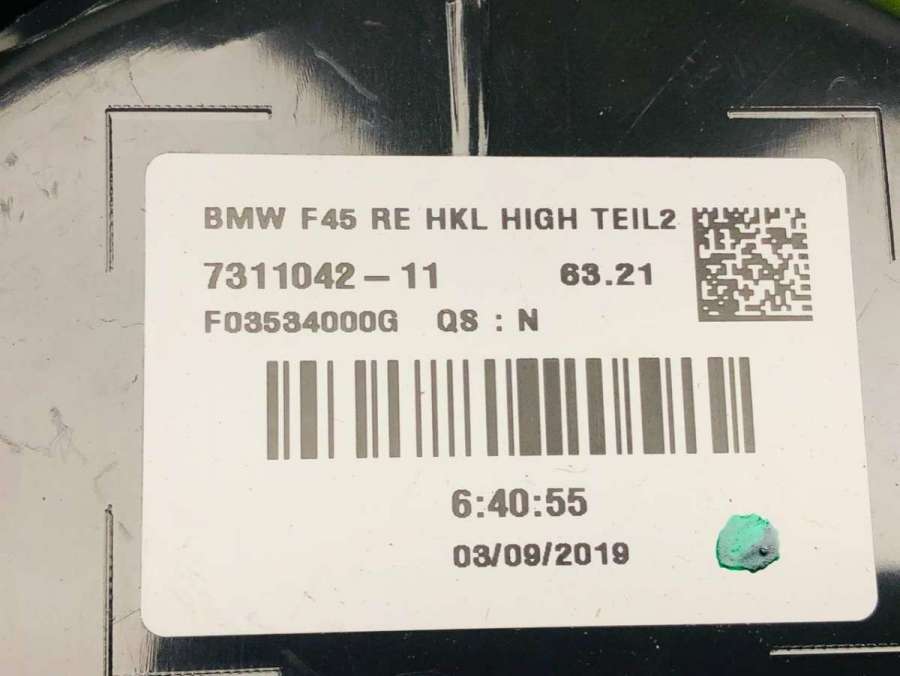 BMW F45 RE HKL HIGH TEIL2
7311042-11 63.21
F03534000G QS : N
6:40:55
03/09/2019